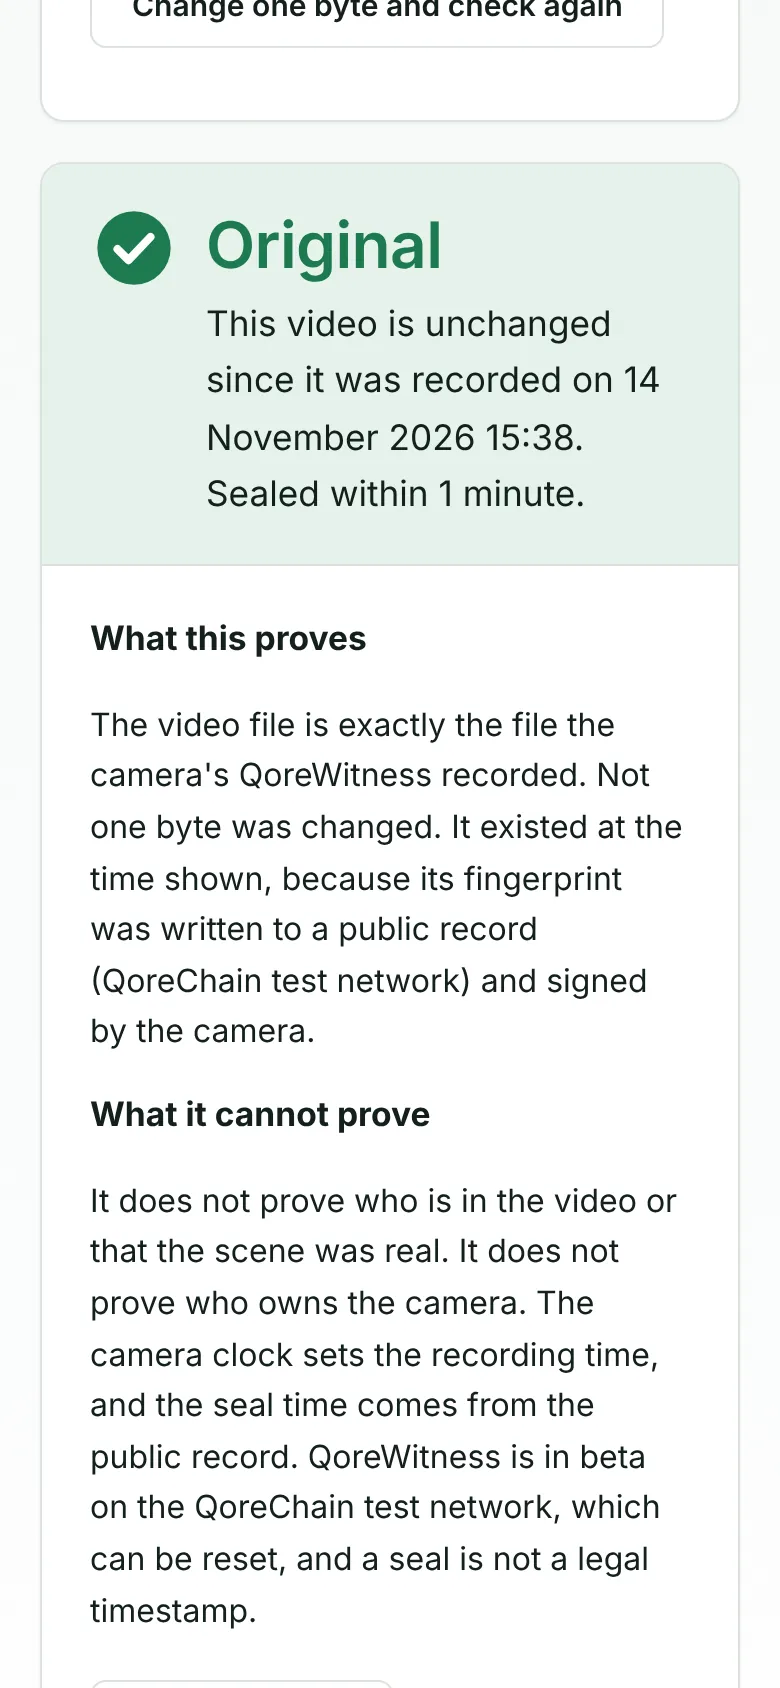 Change one byte and check again
Original
This video is unchanged
since it was recorded on 14
November 2026 15:38.
Sealed within 1 minute.
What this proves
The video file is exactly the file the
camera's QoreWitness recorded. Not
one byte was changed. It existed at the
time shown, because its fingerprint
was written to a public record
(QoreChain test network) and signed
by the camera.
What it cannot prove
It does not prove who is in the video or
that the scene was real. It does not
prove who owns the camera. The
camera clock sets the recording time,
and the seal time comes from the
public record. QoreWitness is in beta
on the QoreChain test network, which
can be reset, and a seal is not a legal
timestamp.